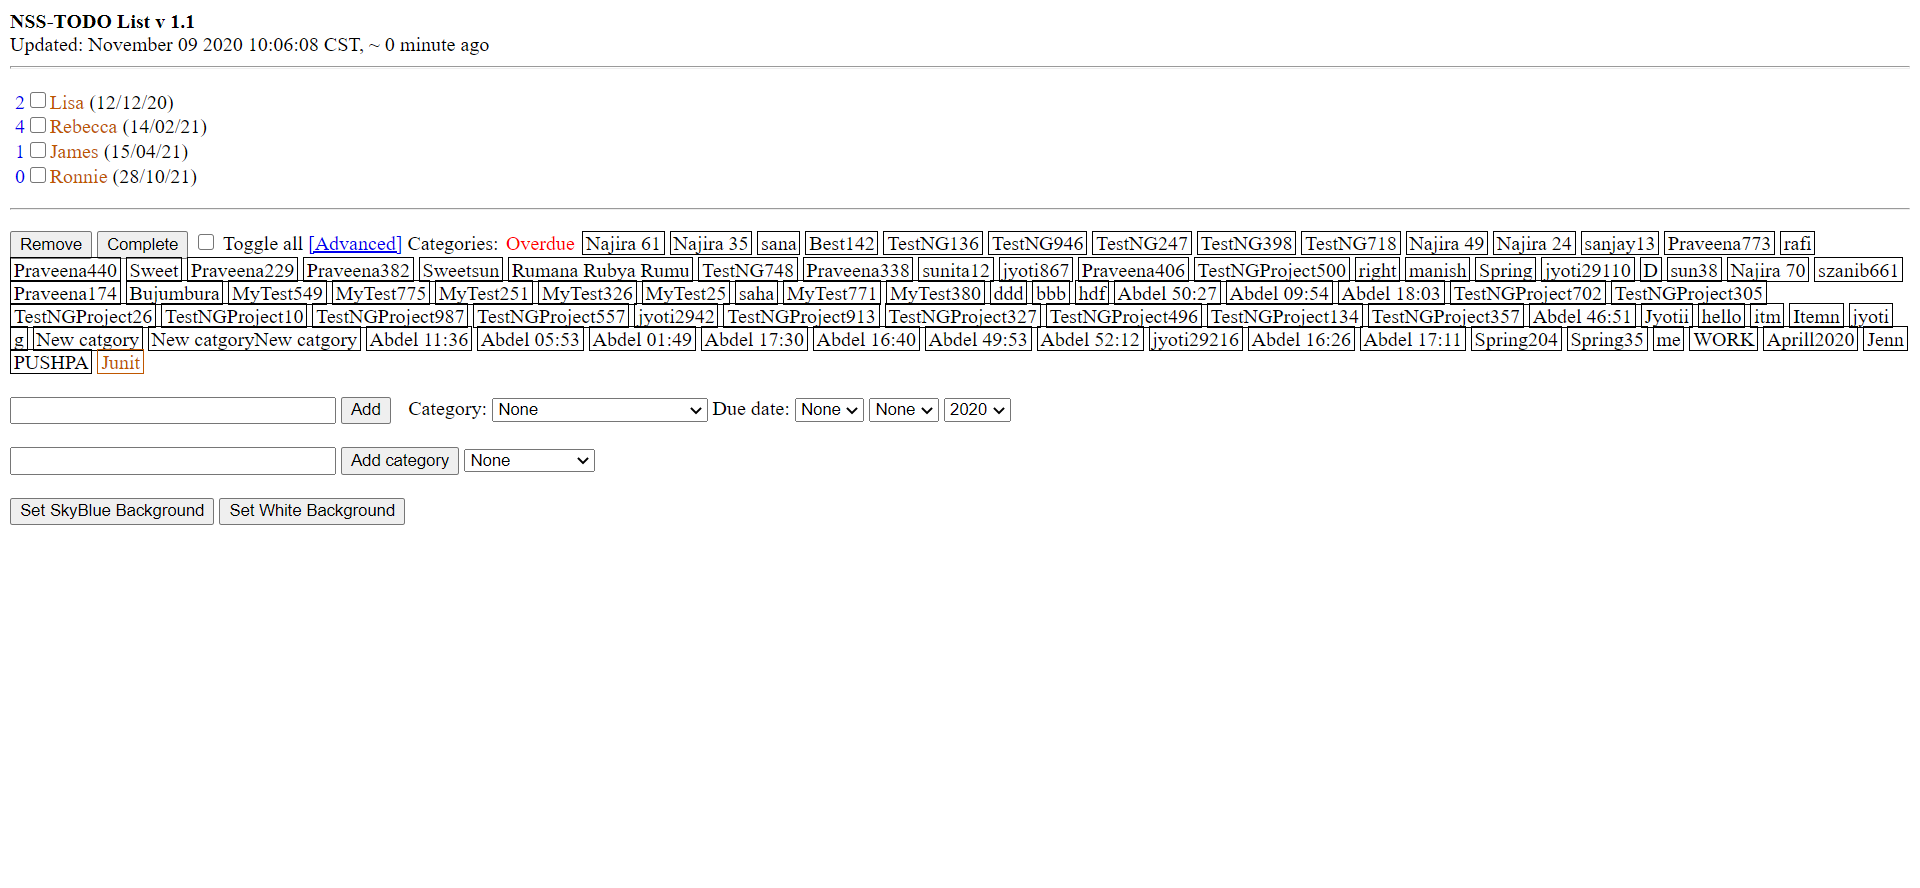 NSS-TODO List v 1.1
Updated: November 09 2020 10:06:08 CST, ~ 0 minute ago
2 Lisa (12/12/20)
4 Rebecca (14/02/21)
1 James (15/04/21)
0 Ronnie (28/10/21)
Remove Complete Toggle all [Advanced] Categories: Overdue Najira 61 Najira 35 sana Best142 TestNG136 TestNG946 TestNG247 TestNG398 TestNG718 Najira 49 Najira 24 sanjay13 Praveena773 rafi
Praveena440 Sweet Praveena229 Praveena382 Sweetsun Rumana Rubya Rumu TestNG748 Praveena338 sunita12 jyoti867 Praveena406 TestNGProject500 right manish Spring jyoti29110 D sun38 Najira 70 szanib661
Praveena174 Bujumbura MyTest549 MyTest775 MyTest251 MyTest326 MyTest25 saha MyTest771 MyTest380 ddd bbb hdf Abdel 50:27 Abdel 09:54 Abdel 18:03 TestNGProject702 TestNGProject305
TestNGProject26 TestNGProject10 TestNGProject987 TestNGProject557 jyoti2942 TestNGProject913 TestNGProject327 TestNGProject496 TestNGProject134 TestNGProject357 Abdel 46:51 Jyotii hello itm Itemn jyoti
g New catgory New catgoryNew catgory Abdel 11:36 Abdel 05:53 Abdel 01:49 Abdel 17:30 Abdel 16:40 Abdel 49:53 Abdel 52:12 jyoti29216 Abdel 16:26 Abdel 17:11 Spring204 Spring35 me WORK Aprill2020 Jenn
PUSHPA Junit
Add Category: None Due date: None None 2020
Add category None
Set SkyBlue Background Set White Background